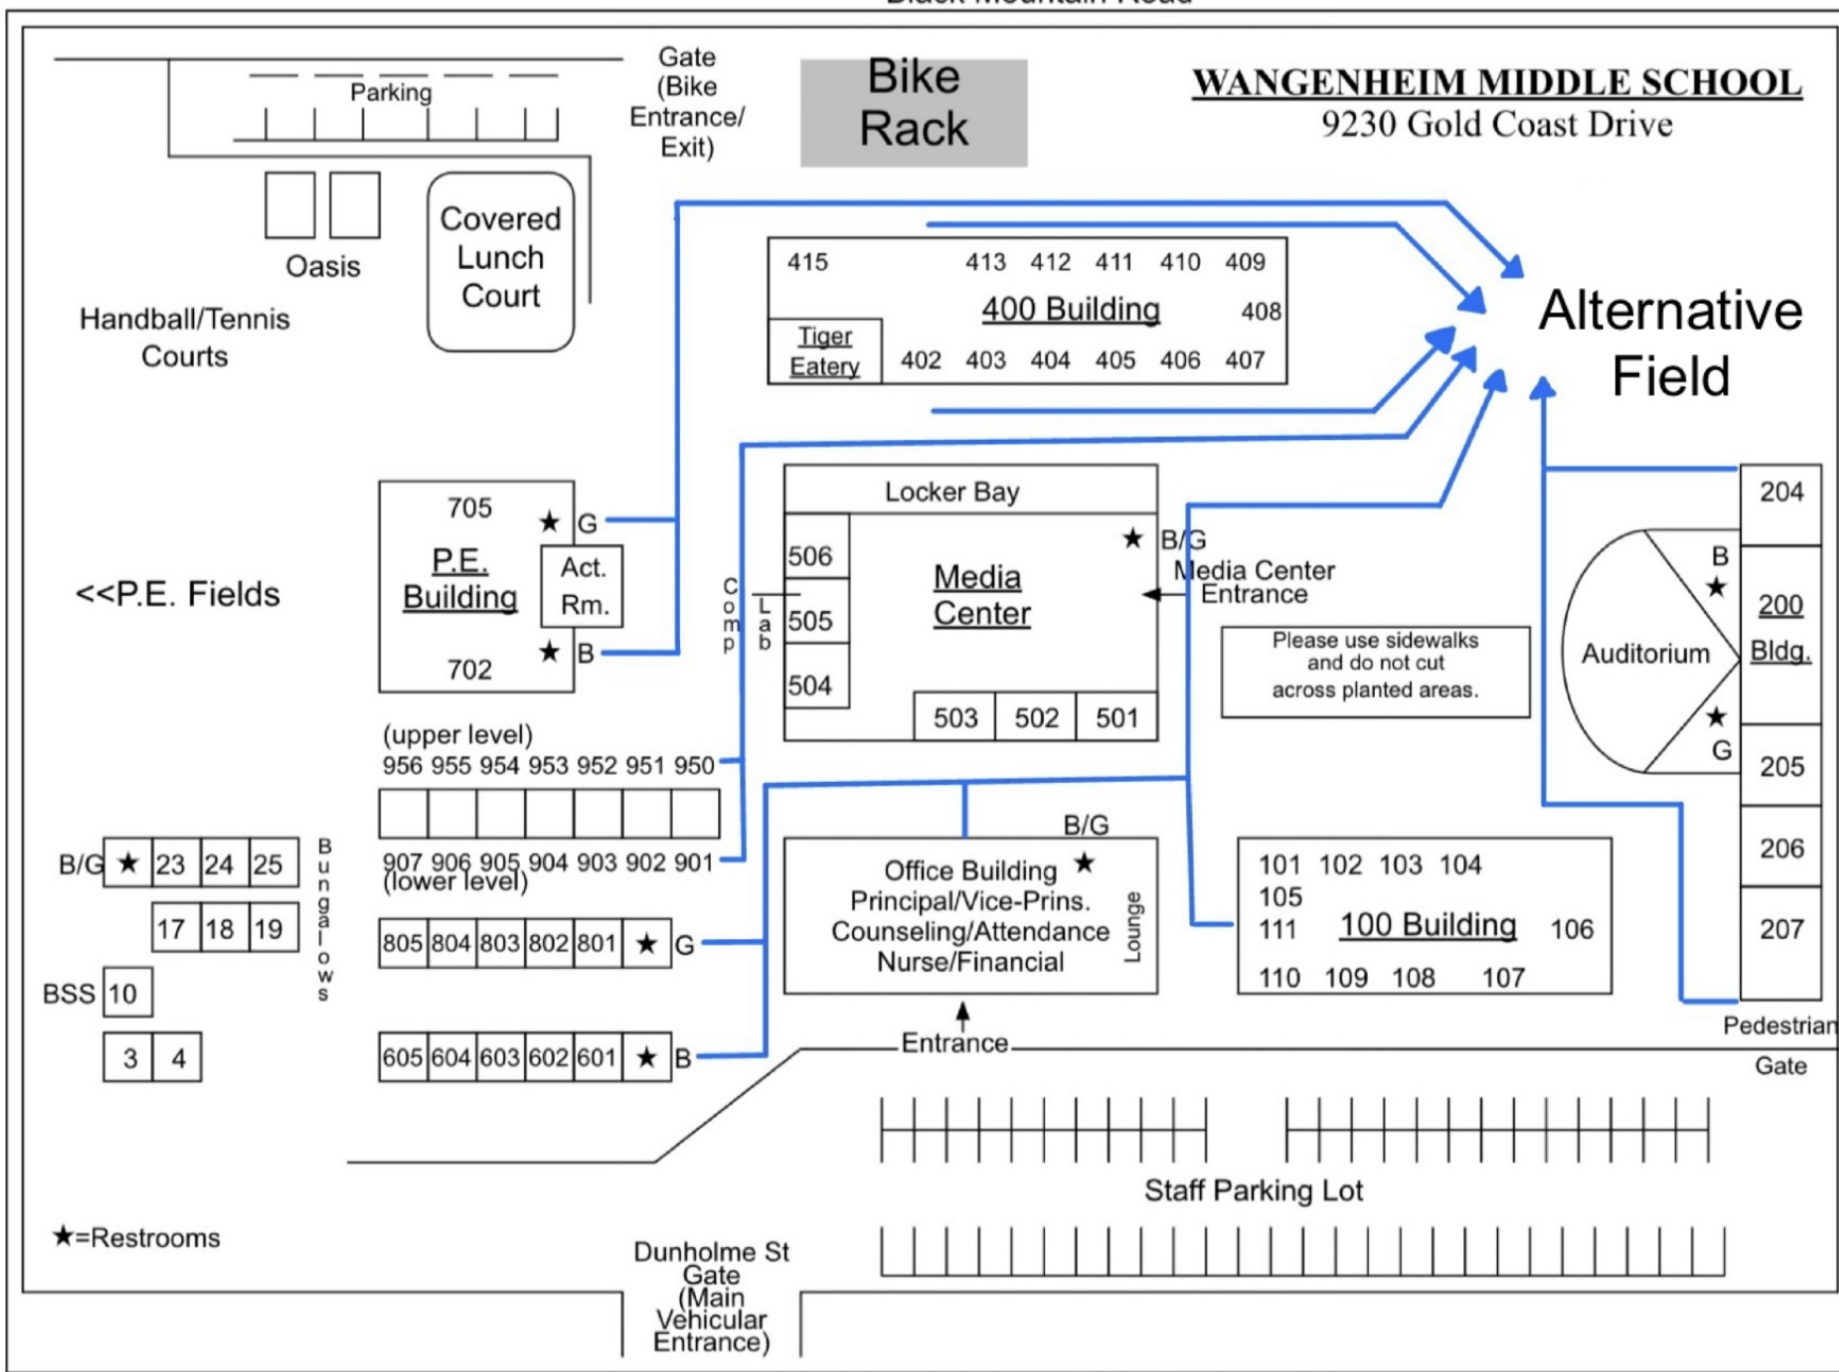 Black Mountain Road
Gate
(Bike
Entrance/
Exit)
Bike
Rack
WANGENHEIM MIDDLE SCHOOL
9230 Gold Coast Drive
Parking
Oasis
Covered
Lunch
Court
Handball/Tennis
Courts
415 413 412 411 410 409
400 Building 408
Tiger
Eatery
402 403 404 405 406 407
Alternative
Field
<<P.E. Fields
705 ★ G
P.E.
Building
Act.
Rm.
702 ★ B
Locker Bay
506
505
504
Comp
Lab
Media
Center
★ B/G
Media Center
Entrance
503 502 501
Please use sidewalks
and do not cut
across planted areas.
204
B
★
200
Bldg.
Auditorium
★
G
205
206
207
(upper level)
956 955 954 953 952 951 950
907 906 905 904 903 902 901
(lower level)
B/G ★ 23 24 25
17 18 19
BSS 10
3 4
Bungalows
805 804 803 802 801 ★ G
605 604 603 602 601 ★ B
B/G
Office Building ★
Principal/Vice-Prins.
Counseling/Attendance
Nurse/Financial
Lounge
Entrance
101 102 103 104
105
111 100 Building 106
110 109 108 107
Pedestrian
Gate
Staff Parking Lot
★=Restrooms
Dunholme St
Gate
(Main
Vehicular
Entrance)